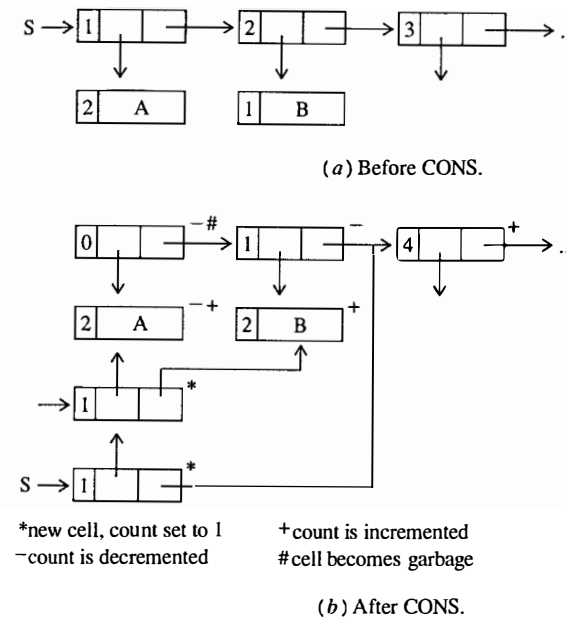 S 1 2 3 ..
2 A 1 B
(a) Before CONS.
0 -# 1 - 4 + ..
2 A -+ 2 B +
1 *
S 1 *
*new cell, count set to 1 +count is incremented
-count is decremented #cell becomes garbage
(b) After CONS.